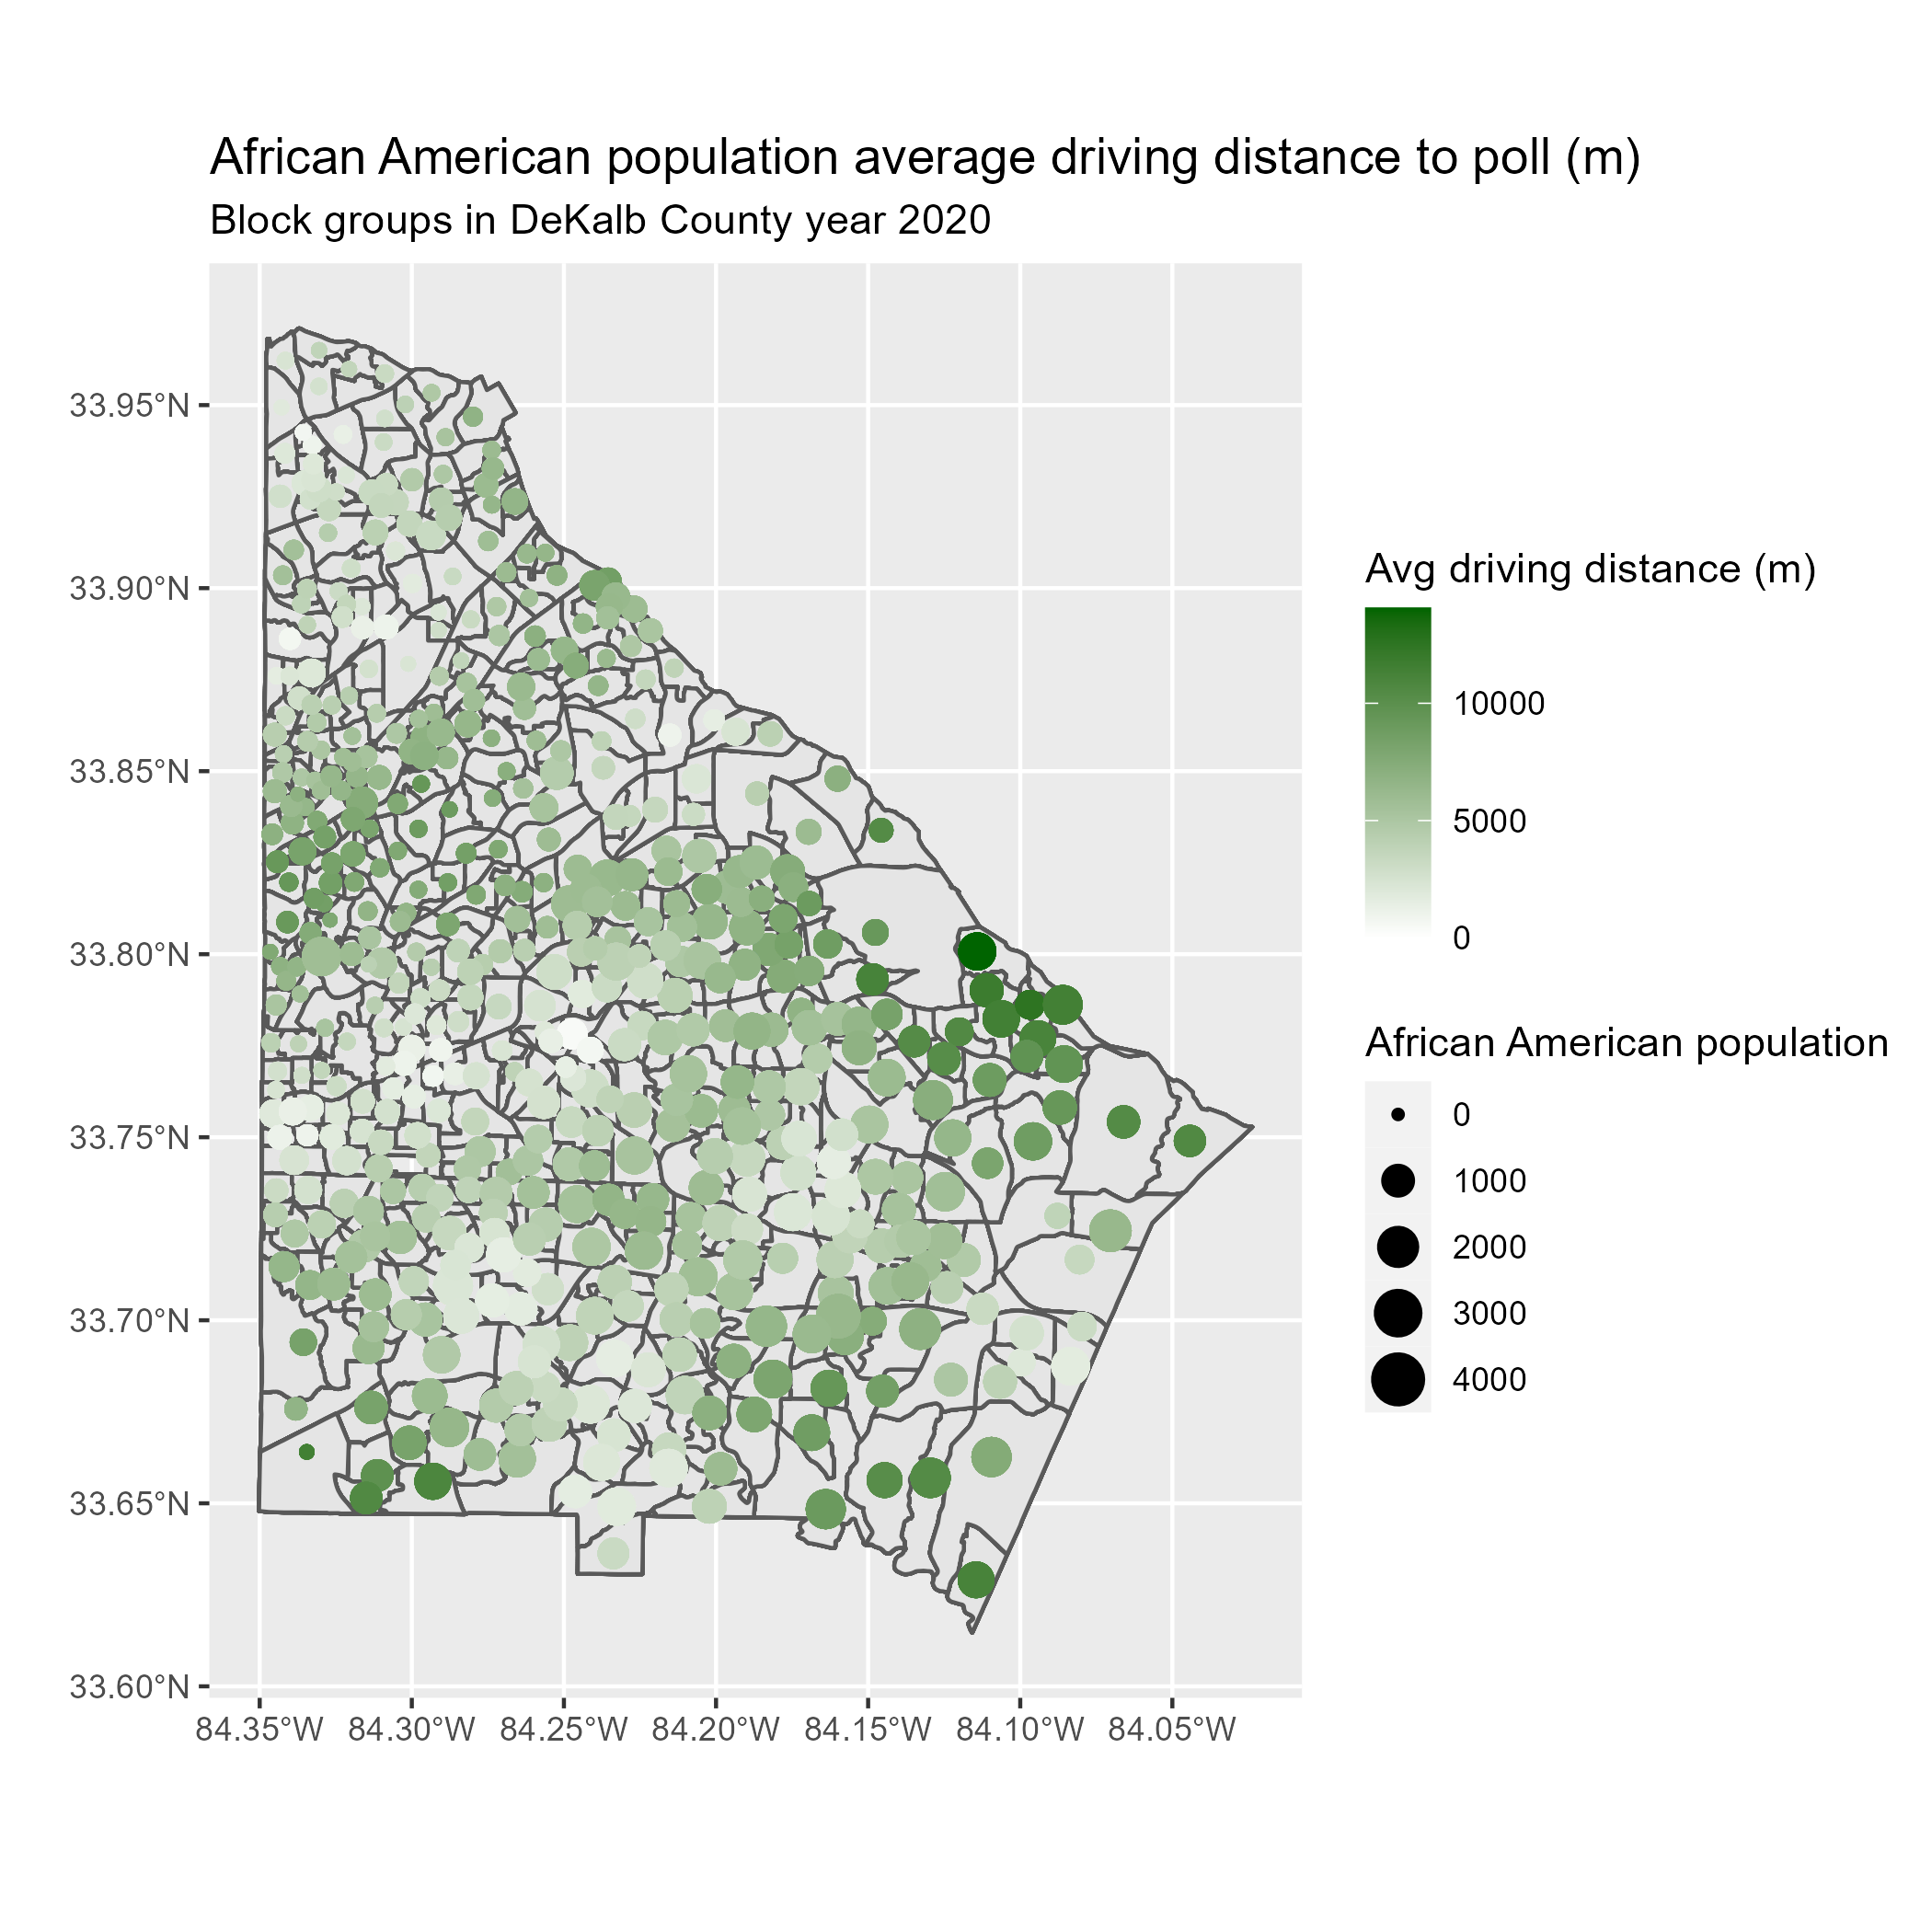 African American population average driving distance to poll (m)
Block groups in DeKalb County year 2020
33.95°N
33.90°N
33.85°N
33.80°N
33.75°N
33.70°N
33.65°N
33.60°N
84.35°W 84.30°W 84.25°W 84.20°W 84.15°W 84.10°W 84.05°W
Avg driving distance (m)
10000
5000
0
African American population
0
1000
2000
3000
4000